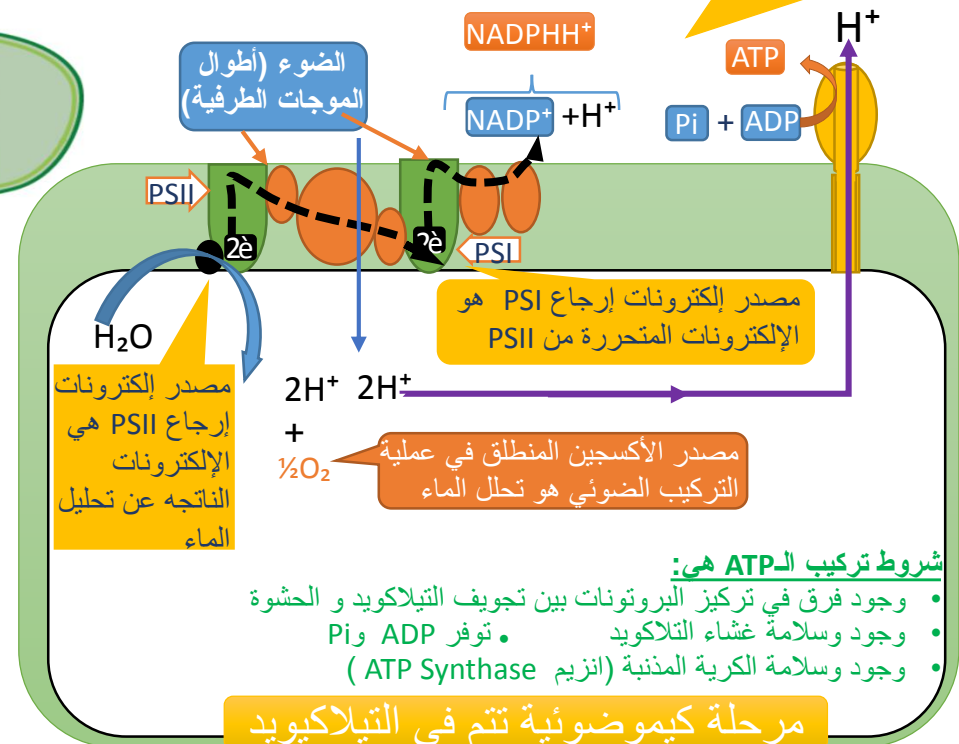 H⁺
NADPHH⁺
ATP
الضوء (أطوال
الموجات الطرفية)
NADP⁺ +H⁺
Pi + ADP
PSII
2è
2è
PSI
مصدر إلكترونات إرجاع PSI هو
الإلكترونات المتحررة من PSII
H₂O
مصدر إلكترونات
إرجاع PSII هي
الإلكترونات
الناتجه عن تحليل
الماء
2H⁺ 2H⁺
+
½O₂
مصدر الأكسجين المنطلق في عملية
التركيب الضوئي هو تحلل الماء
شروط تركيب الـATP هي:
• وجود فرق في تركيز البروتونات بين تجويف التيلاكويد و الحشوة
• وجود وسلامة غشاء التلاكويد • توفر ADP وPi
• وجود وسلامة الكرية المذنبة (انزيم ATP Synthase )
مرحلة كيموضوئية تتم في التيلاكيويد